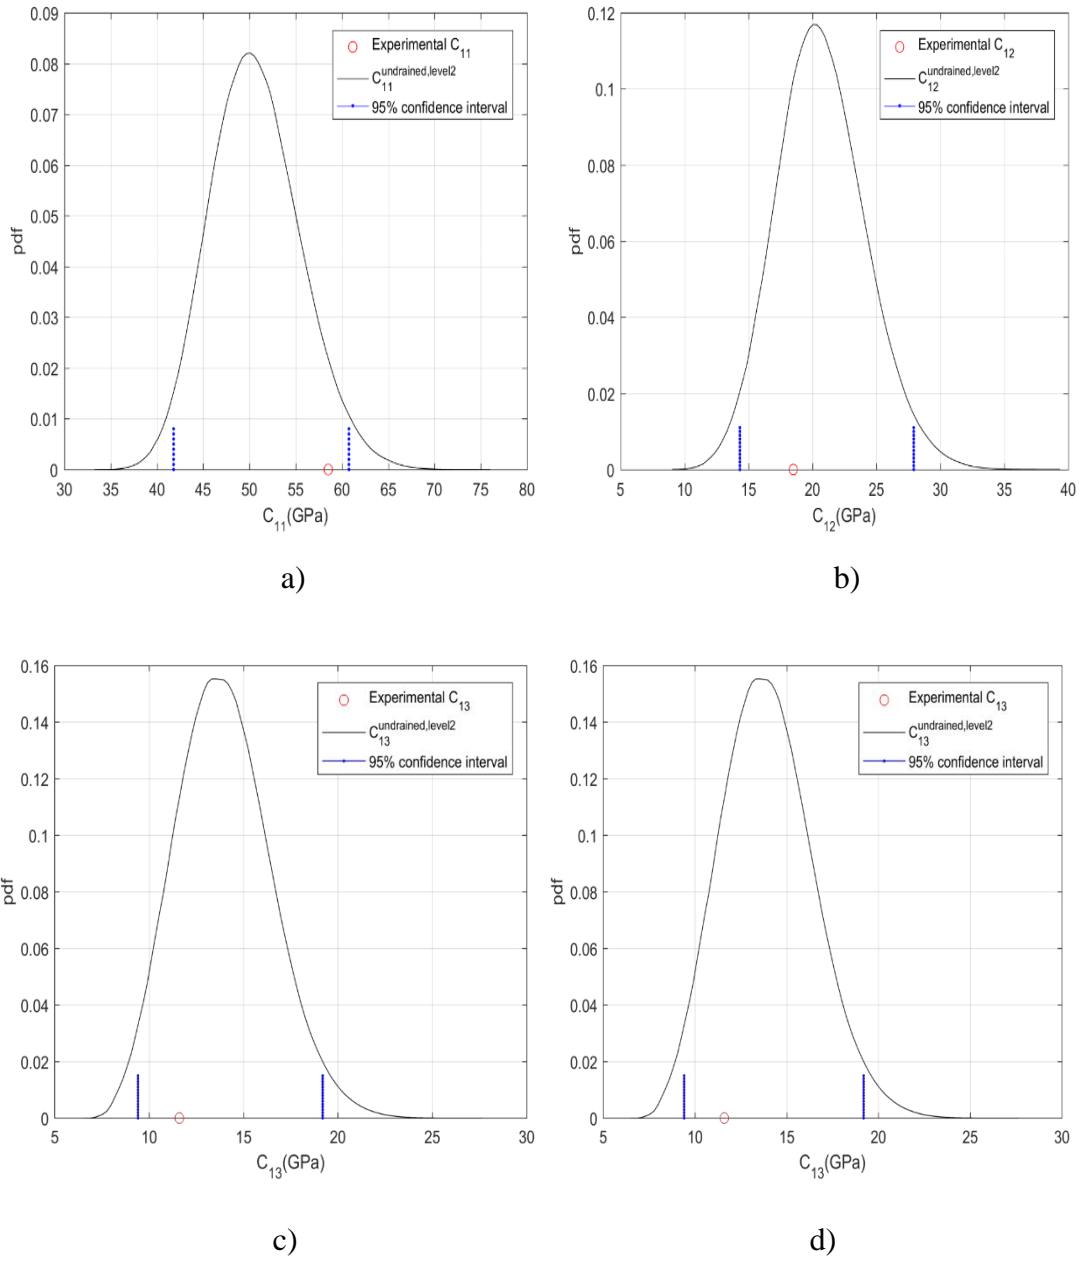 0.09
0.08
0.07
0.06
0.05
0.04
0.03
0.02
0.01
0
pdf
30 35 40 45 50 55 60 65 70 75 80
C11(GPa)
Experimental C11
C11undrained,level2
95% confidence interval
a)
0.12
0.1
0.08
0.06
0.04
0.02
0
pdf
5 10 15 20 25 30 35 40
C12(GPa)
Experimental C12
C12undrained,level2
95% confidence interval
b)
0.16
0.14
0.12
0.1
0.08
0.06
0.04
0.02
0
pdf
5 10 15 20 25 30
C13(GPa)
Experimental C13
C13undrained,level2
95% confidence interval
c)
0.16
0.14
0.12
0.1
0.08
0.06
0.04
0.02
0
pdf
5 10 15 20 25 30
C13(GPa)
Experimental C13
C13undrained,level2
95% confidence interval
d)